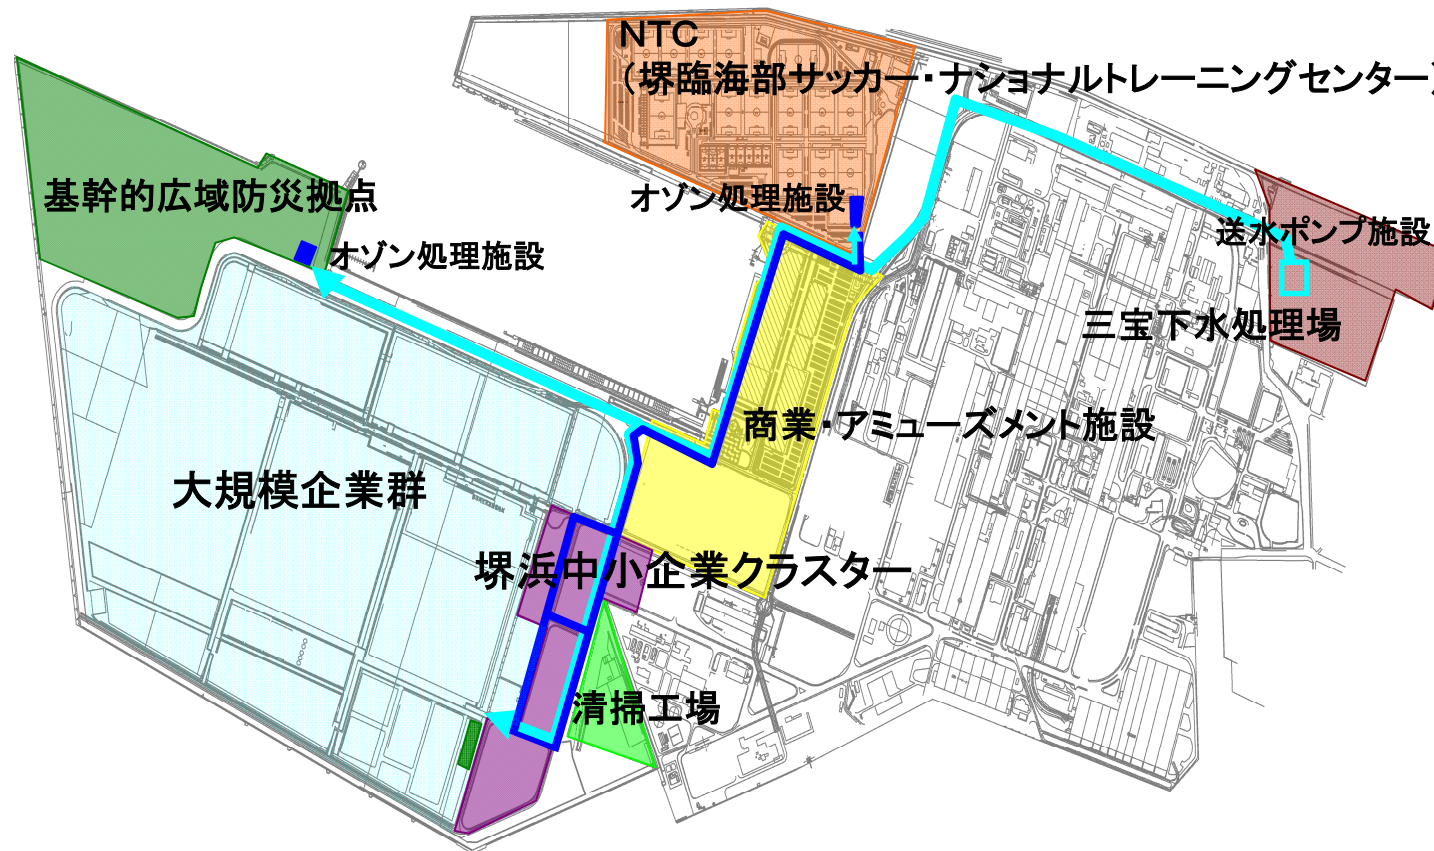 NTC
(堺臨海部サッカー・ナショナルトレーニングセンター)
基幹的広域防災拠点
オゾン処理施設
送水ポンプ施設
オゾン処理施設
三宝下水処理場
商業・アミューズメント施設
大規模企業群
堺浜中小企業クラスター
清掃工場